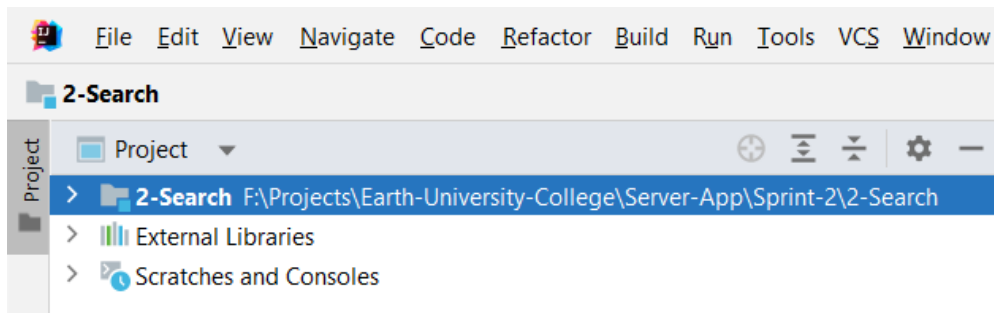 File Edit View Navigate Code Refactor Build Run Tools VCS Window
2-Search
Project
Project
2-Search F:\Projects\Earth-University-College\Server-App\Sprint-2\2-Search
External Libraries
Scratches and Consoles